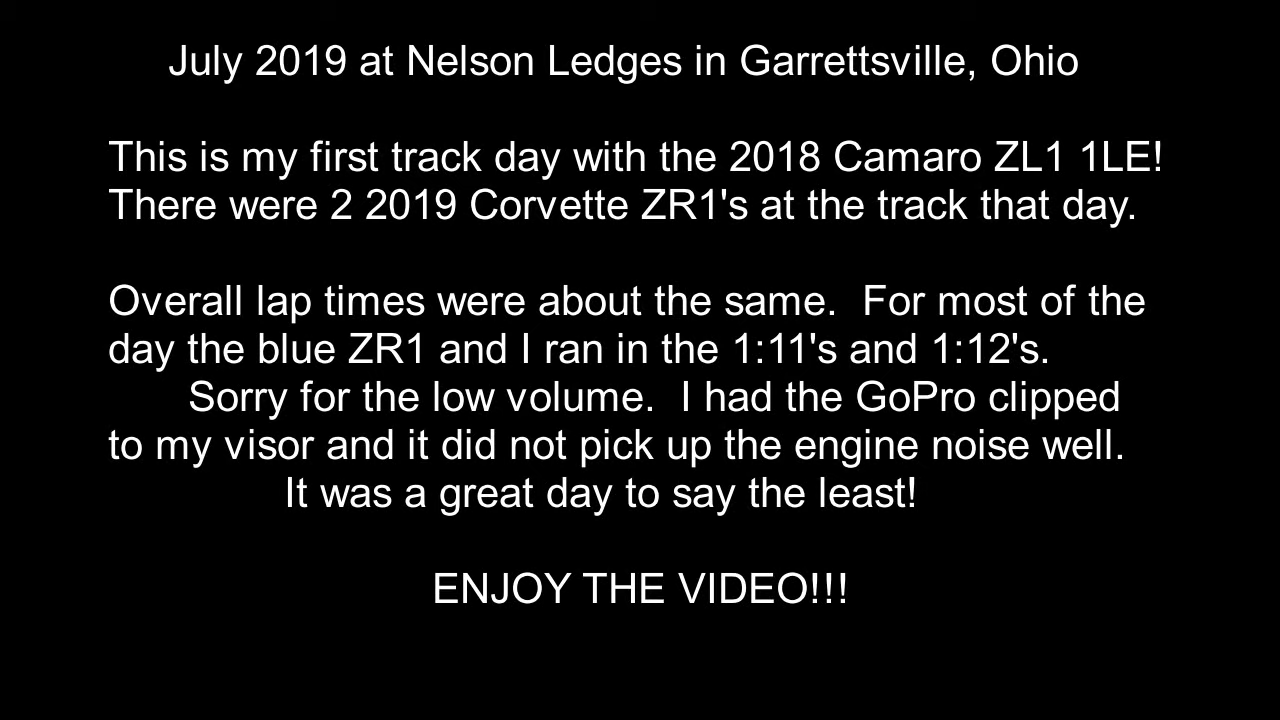 July 2019 at Nelson Ledges in Garrettsville, Ohio
This is my first track day with the 2018 Camaro ZL1 1LE!
There were 2 2019 Corvette ZR1's at the track that day.
Overall lap times were about the same.  For most of the
day the blue ZR1 and I ran in the 1:11's and 1:12's.
Sorry for the low volume.  I had the GoPro clipped
to my visor and it did not pick up the engine noise well.
It was a great day to say the least!
ENJOY THE VIDEO!!!